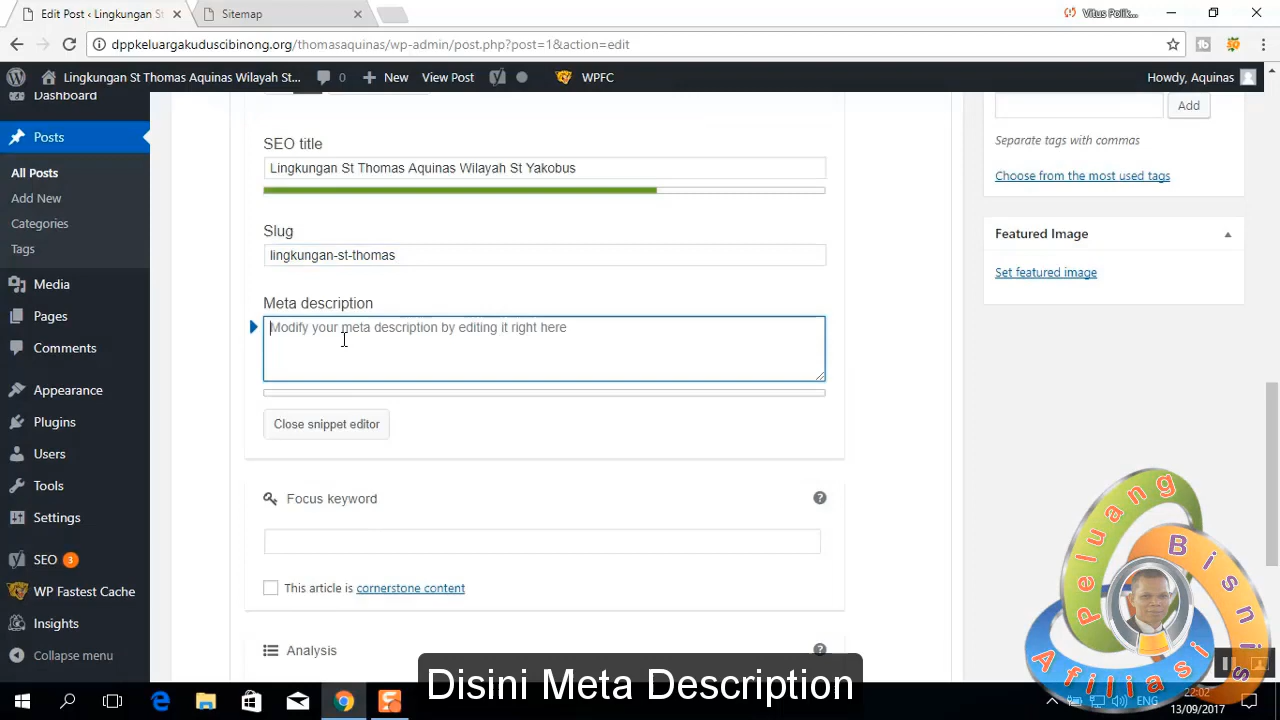 Edit Post ‹ Lingkungan St
Sitemap
Vitus Polik...
dppkeluargakuduscibinong.org/thomasaquinas/wp-admin/post.php?post=1&action=edit
Lingkungan St Thomas Aquinas Wilayah St...
0
New
View Post
WPFC
Howdy, Aquinas
Dashboard
Posts
All Posts
Add New
Categories
Tags
Media
Pages
Comments
Appearance
Plugins
Users
Tools
Settings
SEO 3
WP Fastest Cache
Insights
Collapse menu
SEO title
Lingkungan St Thomas Aquinas Wilayah St Yakobus
Slug
lingkungan-st-thomas
Meta description
Modify your meta description by editing it right here
Close snippet editor
Focus keyword
This article is cornerstone content
Analysis
Add
Separate tags with commas
Choose from the most used tags
Featured Image
Set featured image
Peluang
Bisnis
Afiliasi
Disini Meta Description
ENG
22:02
13/09/2017